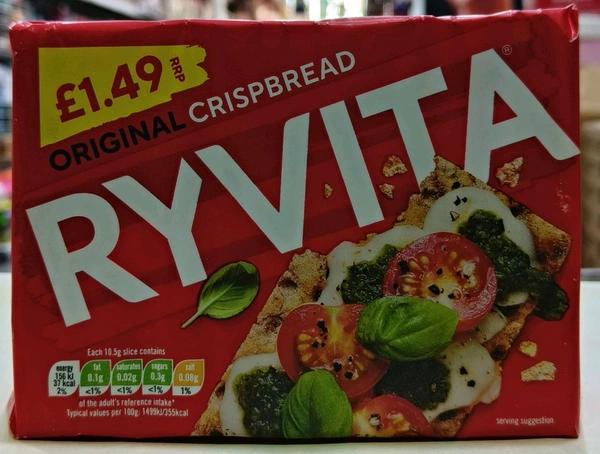 £1.49 RRP
ORIGINAL CRISPBREAD
RYVITA®
Each 10.5g slice contains
energy 156 kJ 37 kcal 2%
fat 0.1g <1%
saturates 0.02g <1%
sugars 0.3g <1%
salt 0.08g 1%
of the adult's reference intake*
Typical values per 100g: 1499kJ/355kcal
serving suggestion